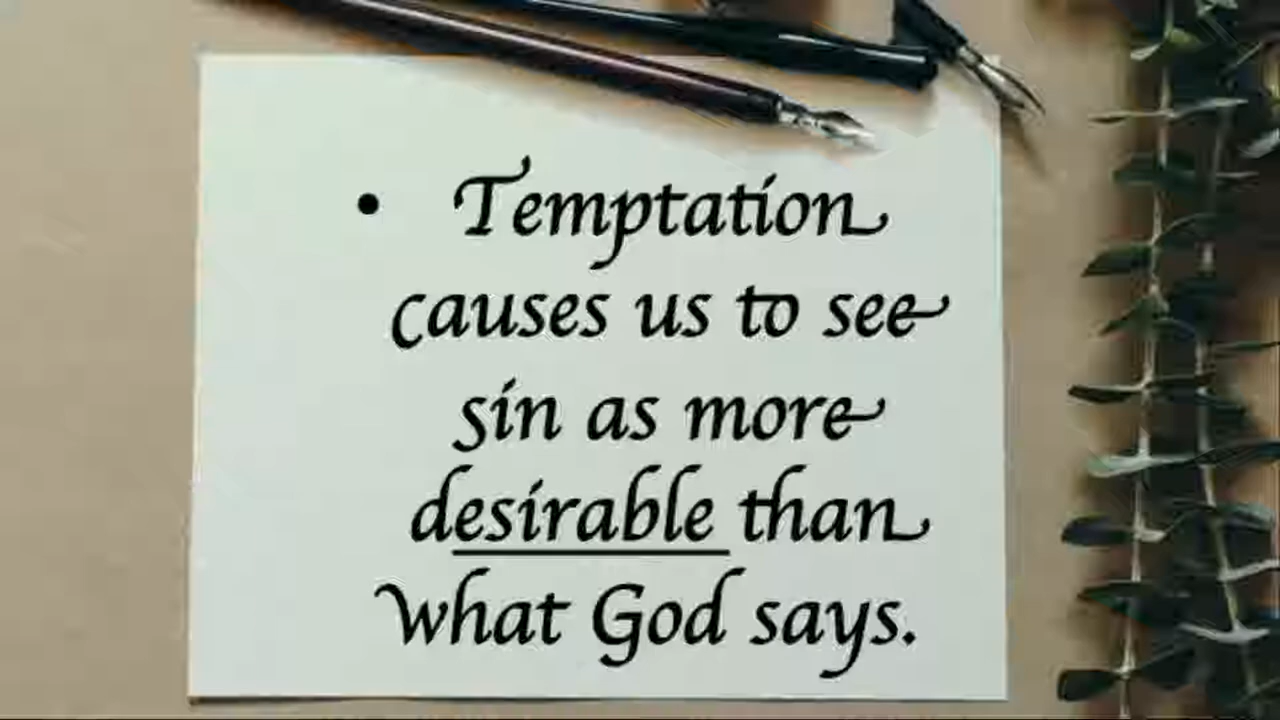 • Temptation
causes us to see
sin as more
desirable than
what God says.